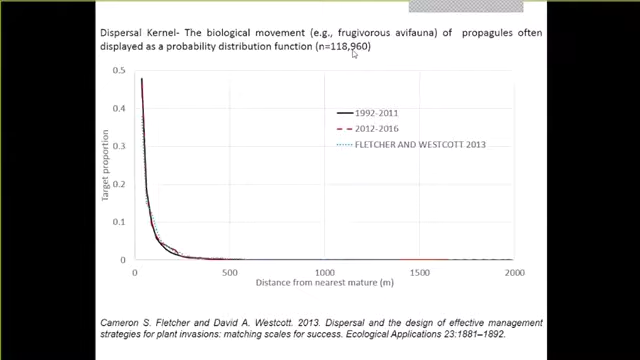 Dispersal Kernel- The biological movement (e.g., frugivorous avifauna) of propagules often
displayed as a probability distribution function (n=118,960)
0.5
0.4
0.3
0.2
0.1
0
Target proportion
1992-2011
2012-2016
FLETCHER AND WESTCOTT 2013
0 500 1000 1500 2000
Distance from nearest mature (m)
Cameron S. Fletcher and David A. Westcott. 2013. Dispersal and the design of effective management
strategies for plant invasions: matching scales for success. Ecological Applications 23:1881–1892.